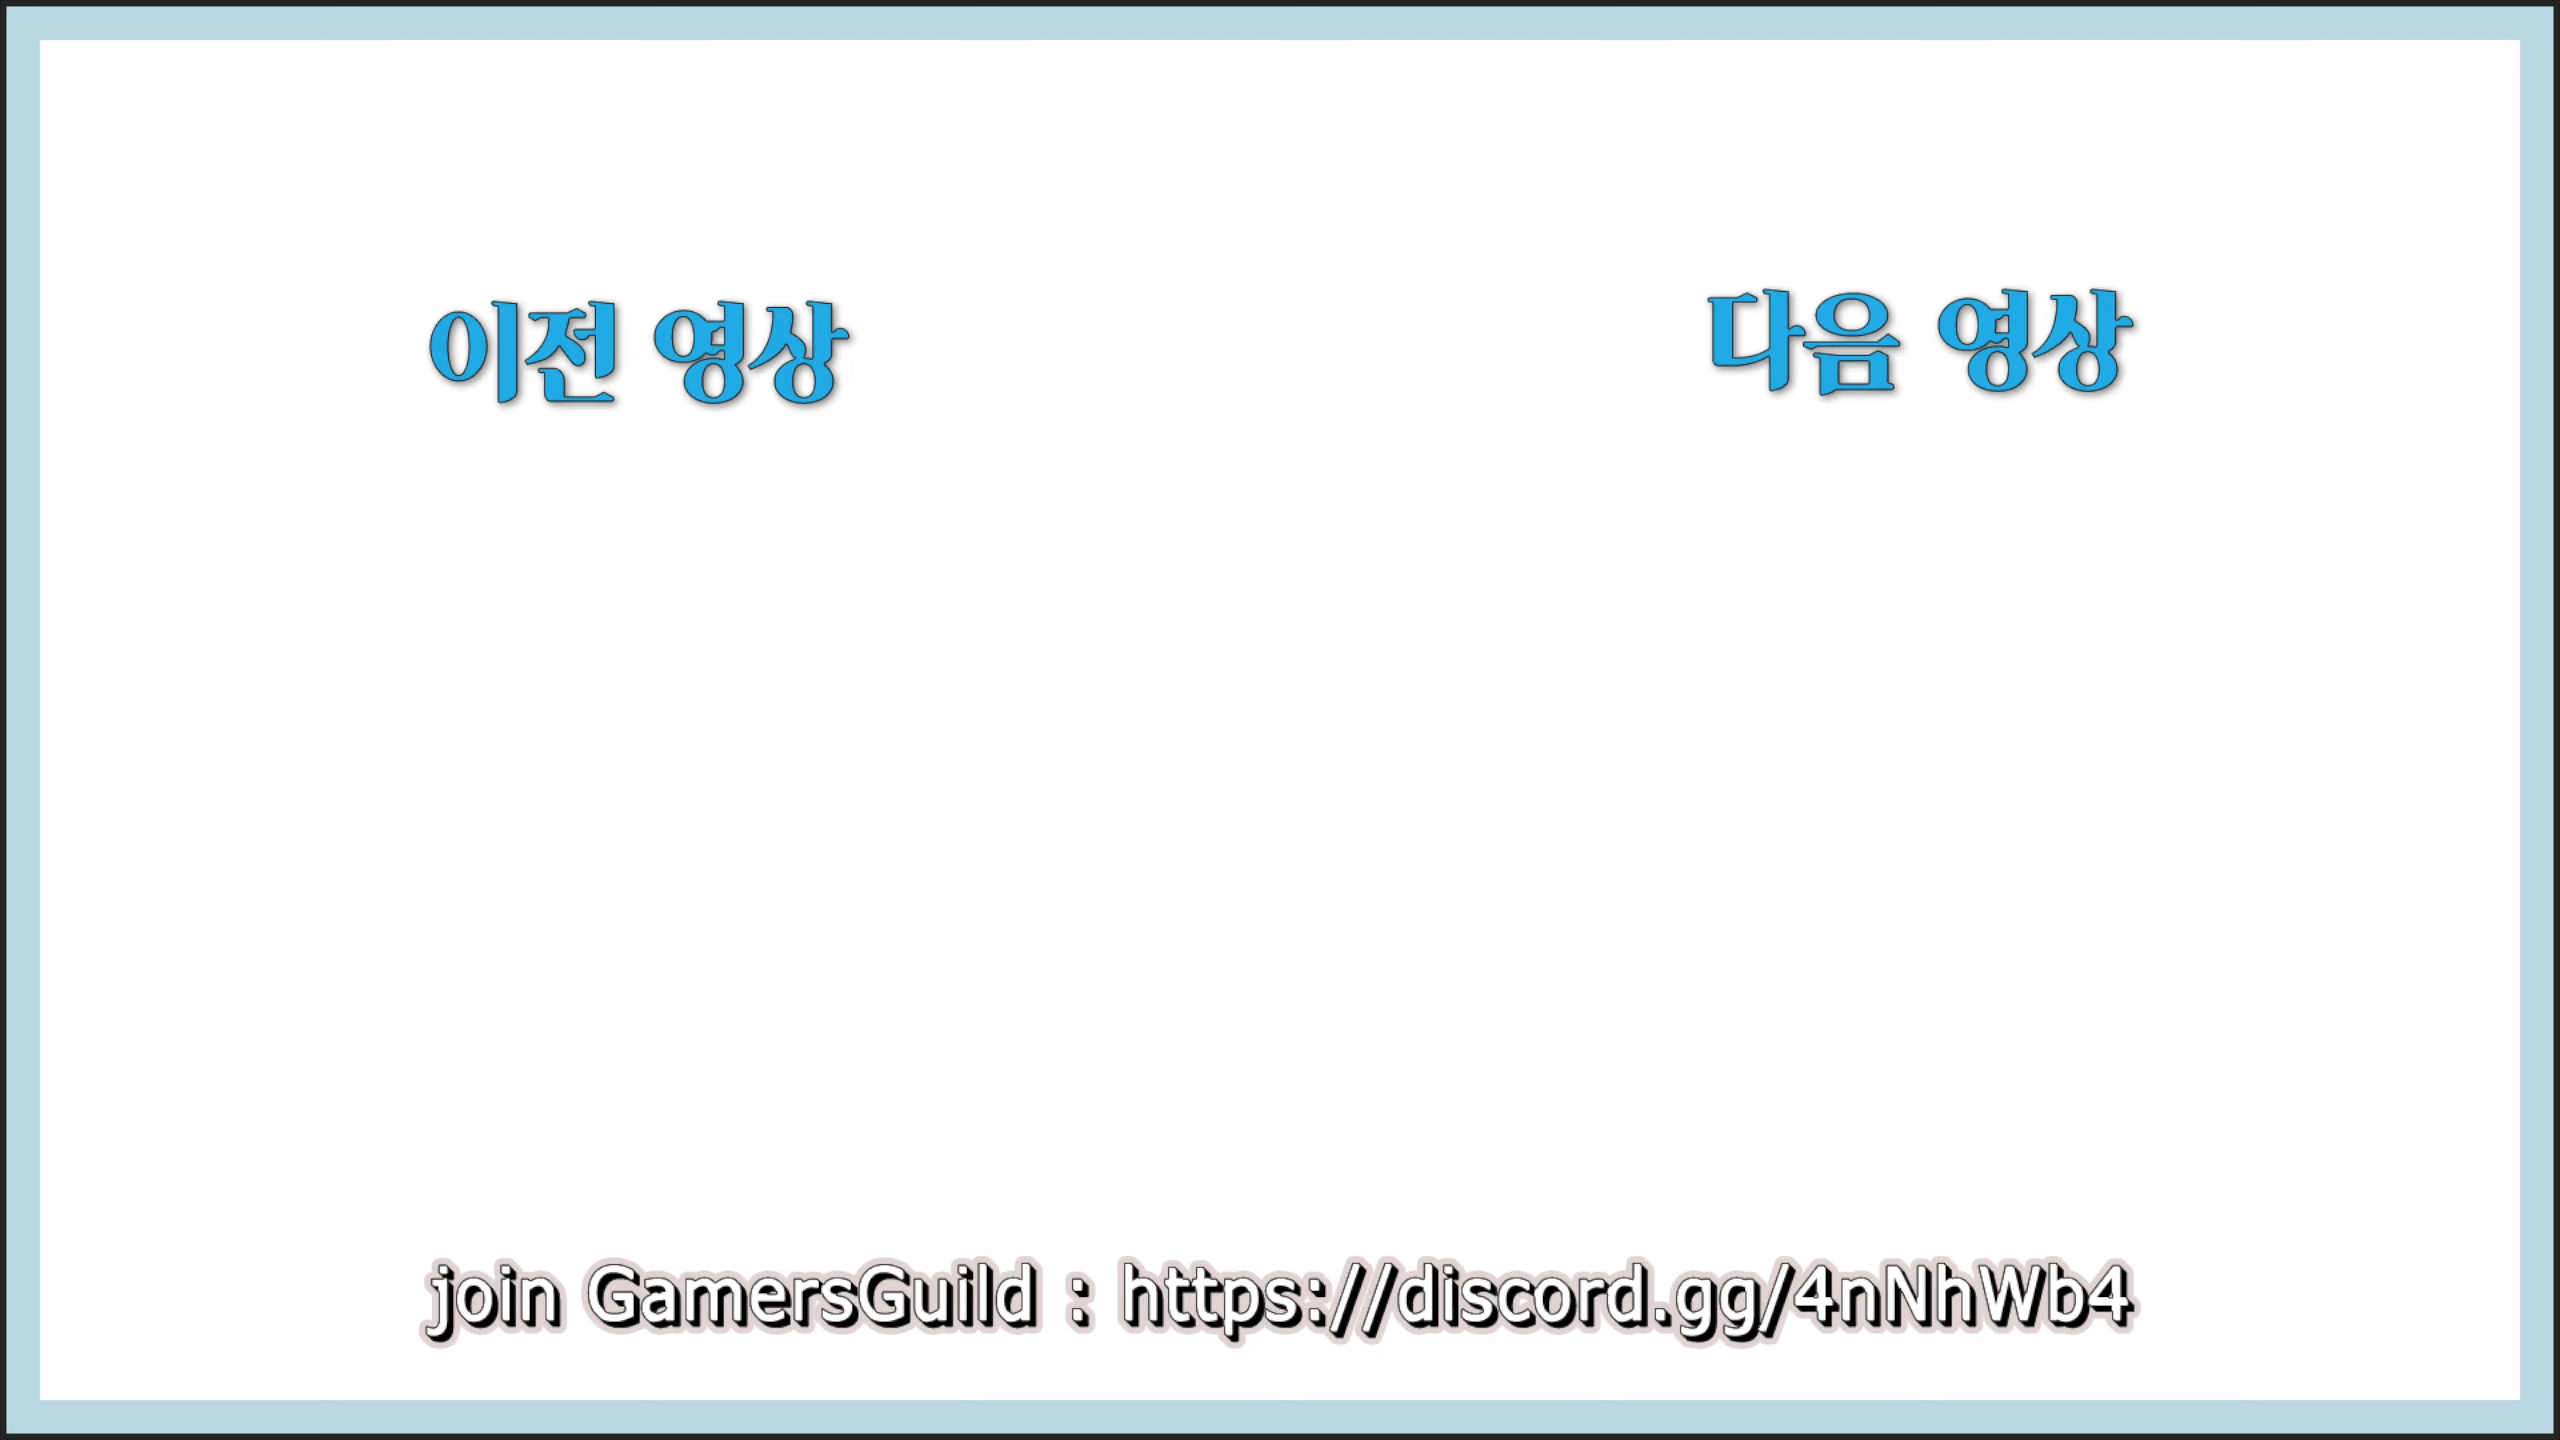 이전 영상
다음 영상
join GamersGuild : https://discord.gg/4nNhWb4